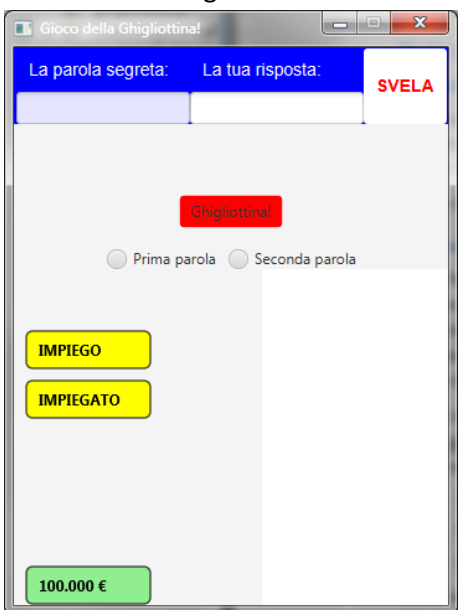 Gioco della Ghigliottina!
La parola segreta: La tua risposta:
SVELA
Ghigliottina!
Prima parola Seconda parola
IMPIEGO
IMPIEGATO
100.000 €